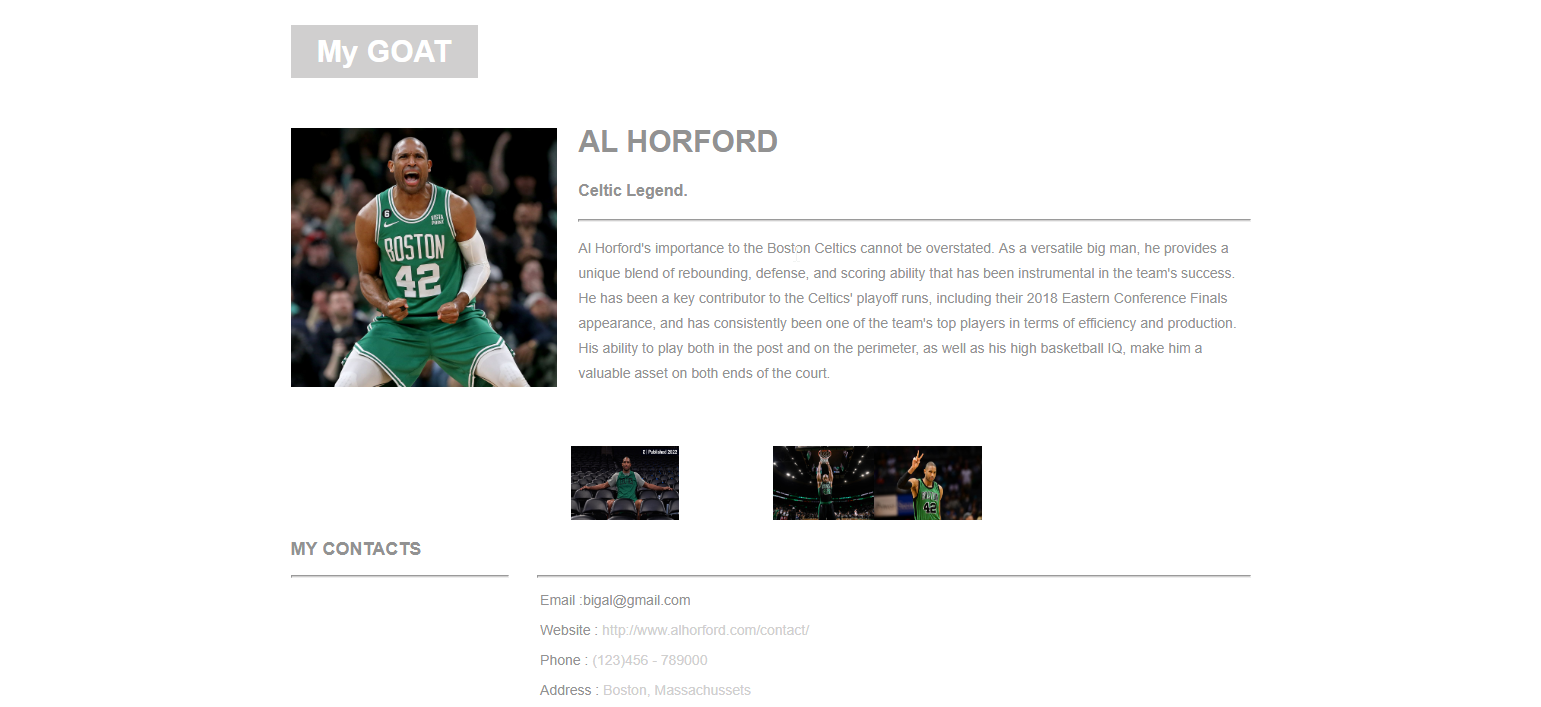 My GOAT
AL HORFORD
Celtic Legend.
Al Horford's importance to the Boston Celtics cannot be overstated. As a versatile big man, he provides a
unique blend of rebounding, defense, and scoring ability that has been instrumental in the team's success.
He has been a key contributor to the Celtics' playoff runs, including their 2018 Eastern Conference Finals
appearance, and has consistently been one of the team's top players in terms of efficiency and production.
His ability to play both in the post and on the perimeter, as well as his high basketball IQ, make him a
valuable asset on both ends of the court.
6
BOSTON
42
Published 2022
42
MY CONTACTS
Email :bigal@gmail.com
Website : http://www.alhorford.com/contact/
Phone : (123)456 - 789000
Address : Boston, Massachussets